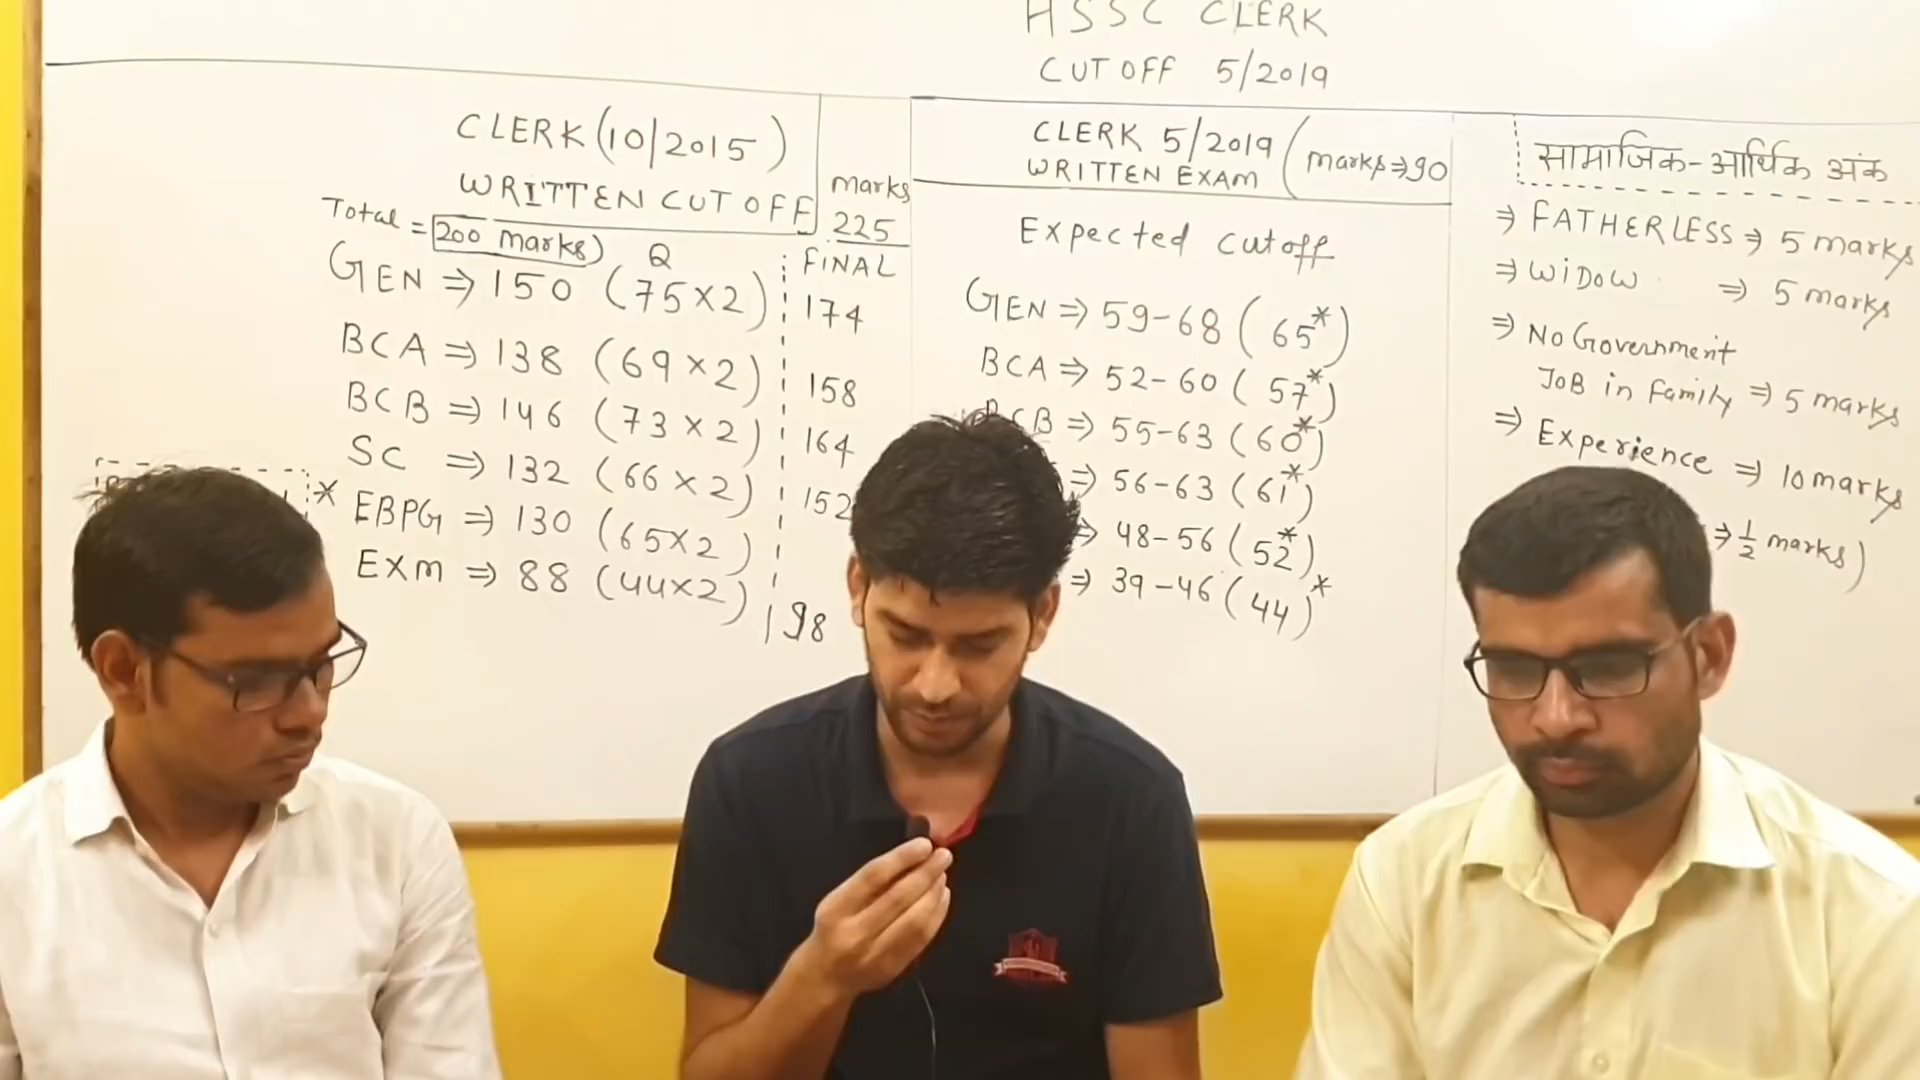 HSSC CLERK
CUT OFF 5/2019
CLERK (10/2015)
WRITTEN CUT OFF
Total = 200 marks)
Q
marks
225
FINAL
GEN ⇒ 150 (75×2) 174
BCA ⇒ 138 (69×2) 158
BCB ⇒ 146 (73×2) 164
SC ⇒ 132 (66×2) 152
* EBPG ⇒ 130 (65×2)
EXM ⇒ 88 (44×2) 198
CLERK 5/2019
WRITTEN EXAM (marks⇒90
Expected cutoff
GEN ⇒ 59-68 (65*)
BCA ⇒ 52-60 (57*)
BCB ⇒ 55-63 (60*)
⇒ 56-63 (61*)
⇒ 48-56 (52*)
⇒ 39-46 (44)*
सामाजिक-आर्थिक अंक
⇒ FATHERLESS ⇒ 5 marks
⇒ WIDOW ⇒ 5 marks
⇒ No Government
JOB in family ⇒ 5 marks
⇒ Experience ⇒ 10 marks
⇒ 1/2 marks)